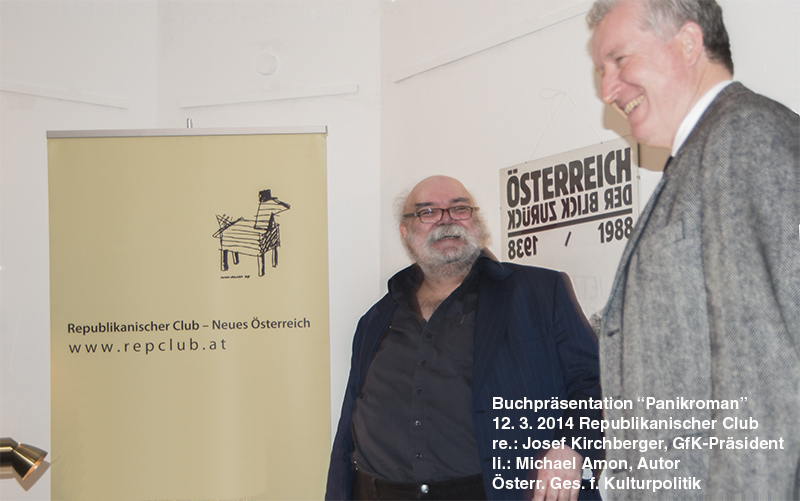 Republikanischer Club – Neues Österreich
www.repclub.at
ÖSTERREICH
DER BLICK ZURÜCK
1938 / 1988
Buchpräsentation “Panikroman”
12. 3. 2014 Republikanischer Club
re.: Josef Kirchberger, GfK-Präsident
li.: Michael Amon, Autor
Österr. Ges. f. Kulturpolitik